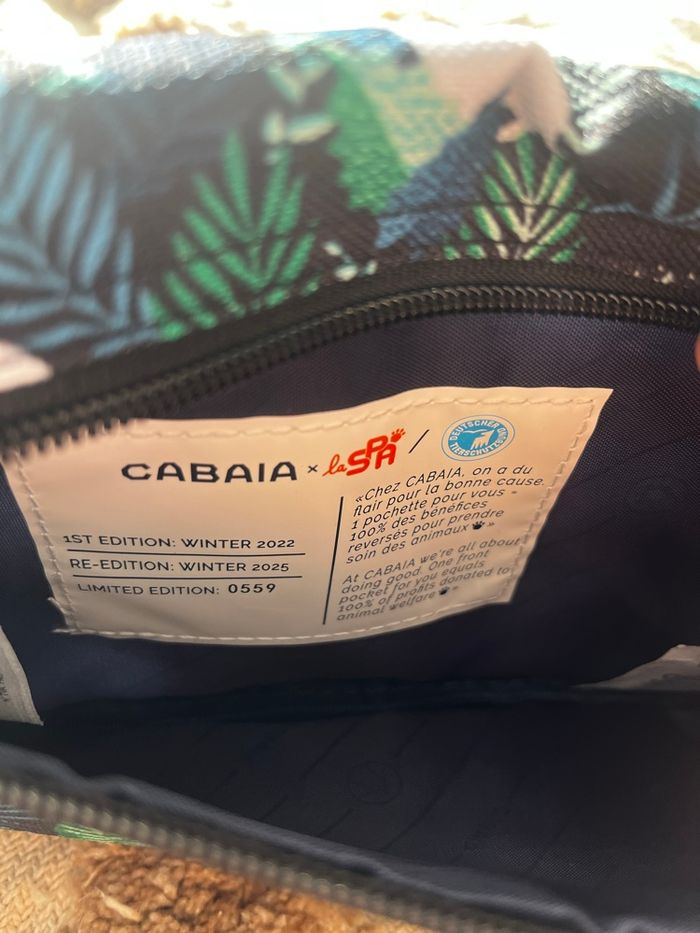 CABAIA × la SPA / DEUTSCHER TIERSCHUTZBUND
1ST EDITION: WINTER 2022
RE-EDITION: WINTER 2025
LIMITED EDITION: 0559
«Chez CABAIA, on a du
flair pour la bonne cause.
1 pochette pour vous =
100% des bénéfices
reversés pour prendre
soin des animaux »
At CABAIA we're all about
doing good. One front
pocket for you equals
100% of profits donated to
animal welfare »